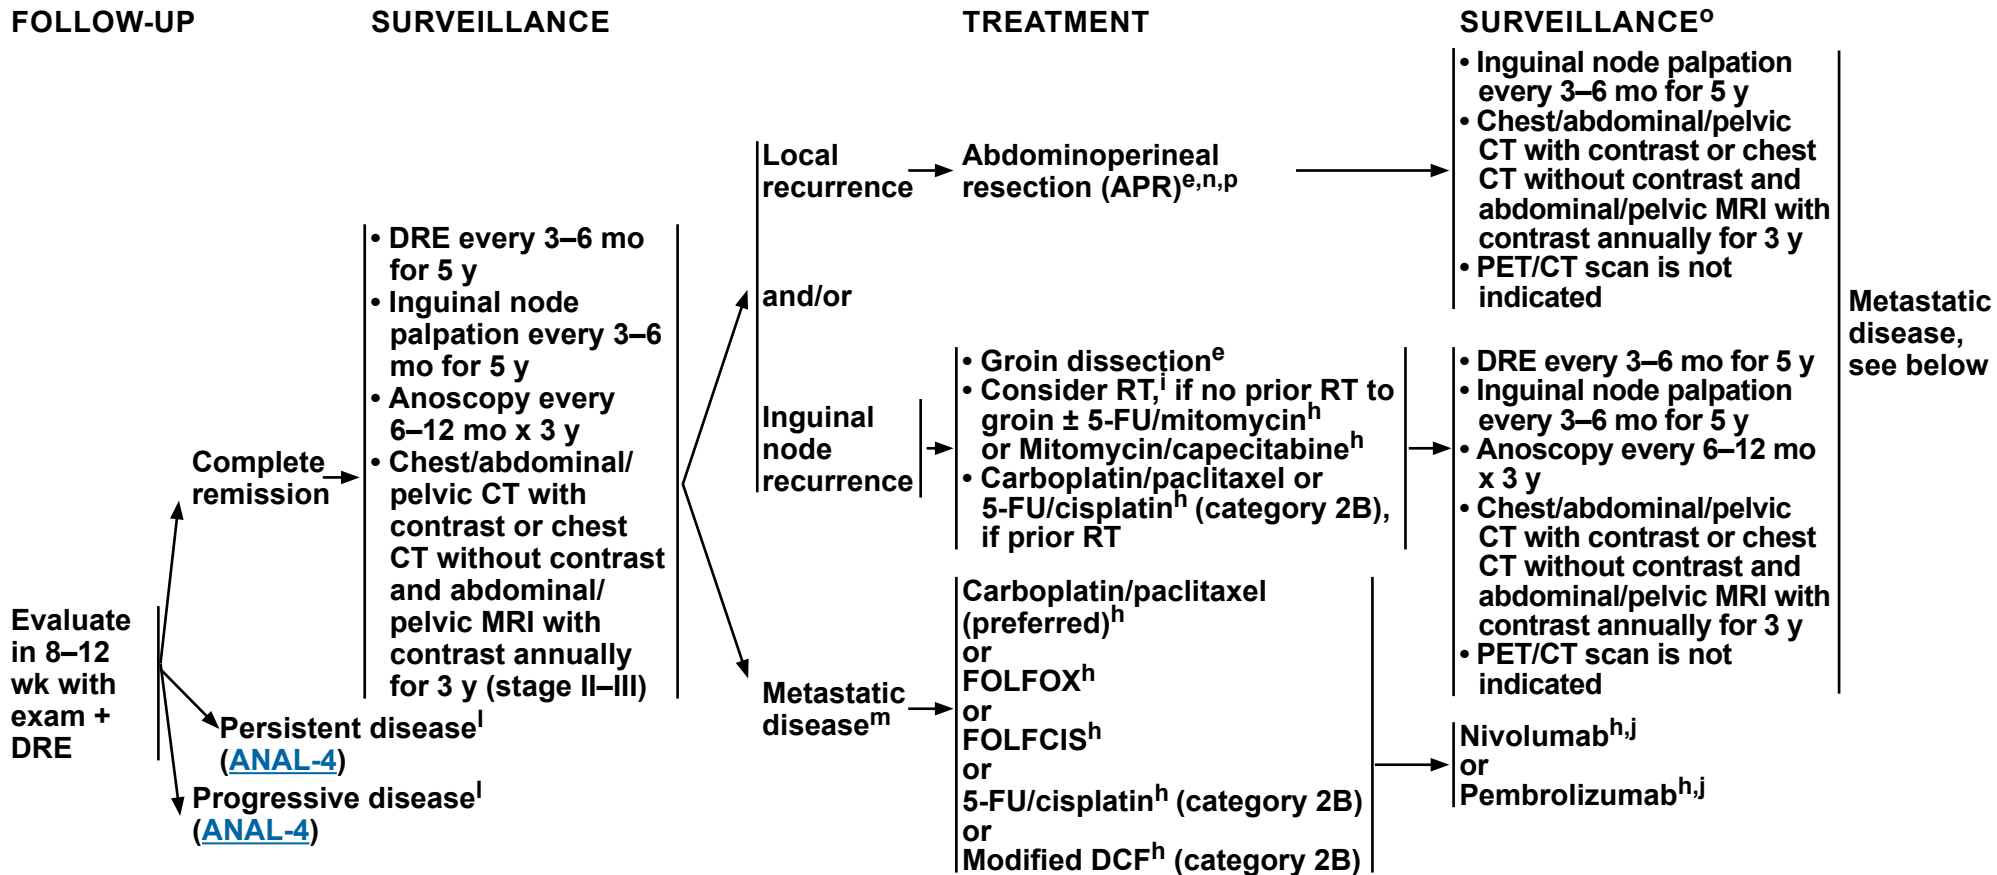 FOLLOW-UP
SURVEILLANCE
TREATMENT
SURVEILLANCEᵒ
Evaluate
in 8–12
wk with
exam +
DRE
Complete
remission
Persistent diseaseˡ
(ANAL-4)
Progressive diseaseˡ
(ANAL-4)
• DRE every 3–6 mo
for 5 y
• Inguinal node
palpation every 3–6
mo for 5 y
• Anoscopy every
6–12 mo x 3 y
• Chest/abdominal/
pelvic CT with
contrast or chest
CT without contrast
and abdominal/
pelvic MRI with
contrast annually
for 3 y (stage II–III)
Local
recurrence
and/or
Inguinal
node
recurrence
Metastatic
diseaseᵐ
Abdominoperineal
resection (APR)ᵉ,ⁿ,ᵖ
• Groin dissectionᵉ
• Consider RT,ⁱ if no prior RT to
groin ± 5-FU/mitomycinʰ
or Mitomycin/capecitabineʰ
• Carboplatin/paclitaxel or
5-FU/cisplatinʰ (category 2B),
if prior RT
Carboplatin/paclitaxel
(preferred)ʰ
or
FOLFOXʰ
or
FOLFCISʰ
or
5-FU/cisplatinʰ (category 2B)
or
Modified DCFʰ (category 2B)
• Inguinal node palpation
every 3–6 mo for 5 y
• Chest/abdominal/pelvic
CT with contrast or chest
CT without contrast and
abdominal/pelvic MRI with
contrast annually for 3 y
• PET/CT scan is not
indicated
• DRE every 3–6 mo for 5 y
• Inguinal node palpation
every 3–6 mo for 5 y
• Anoscopy every 6–12 mo
x 3 y
• Chest/abdominal/pelvic
CT with contrast or chest
CT without contrast and
abdominal/pelvic MRI with
contrast annually for 3 y
• PET/CT scan is not
indicated
Nivolumabʰ,ʲ
or
Pembrolizumabʰ,ʲ
Metastatic
disease,
see below